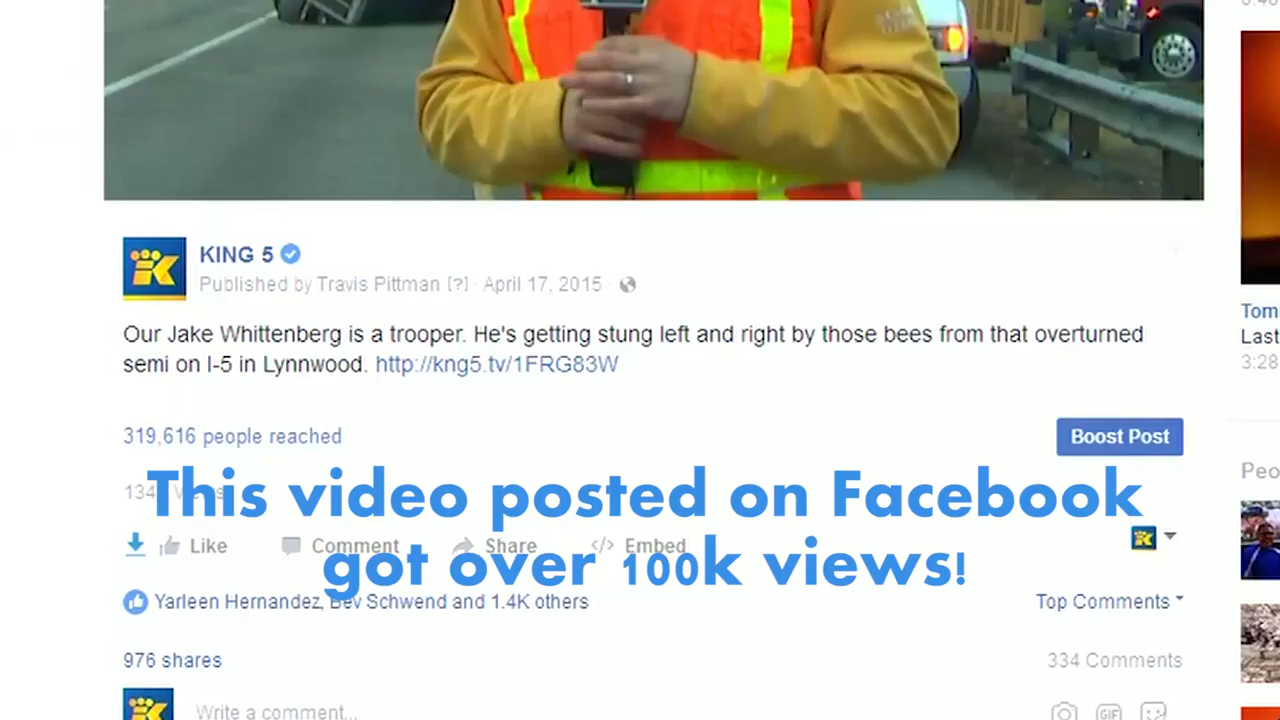 KING 5
Published by Travis Pittman [?] · April 17, 2015 ·
Our Jake Whittenberg is a trooper. He's getting stung left and right by those bees from that overturned
semi on I-5 in Lynnwood. http://kng5.tv/1FRG83W
Tom
Last
3:28
319,616 people reached
Boost Post
Peo
This video posted on Facebook
got over 100k views!
Like Comment Share Embed
Yarleen Hernandez, Bev Schwend and 1.4K others
Top Comments
976 shares
334 Comments
Write a comment...
GIF